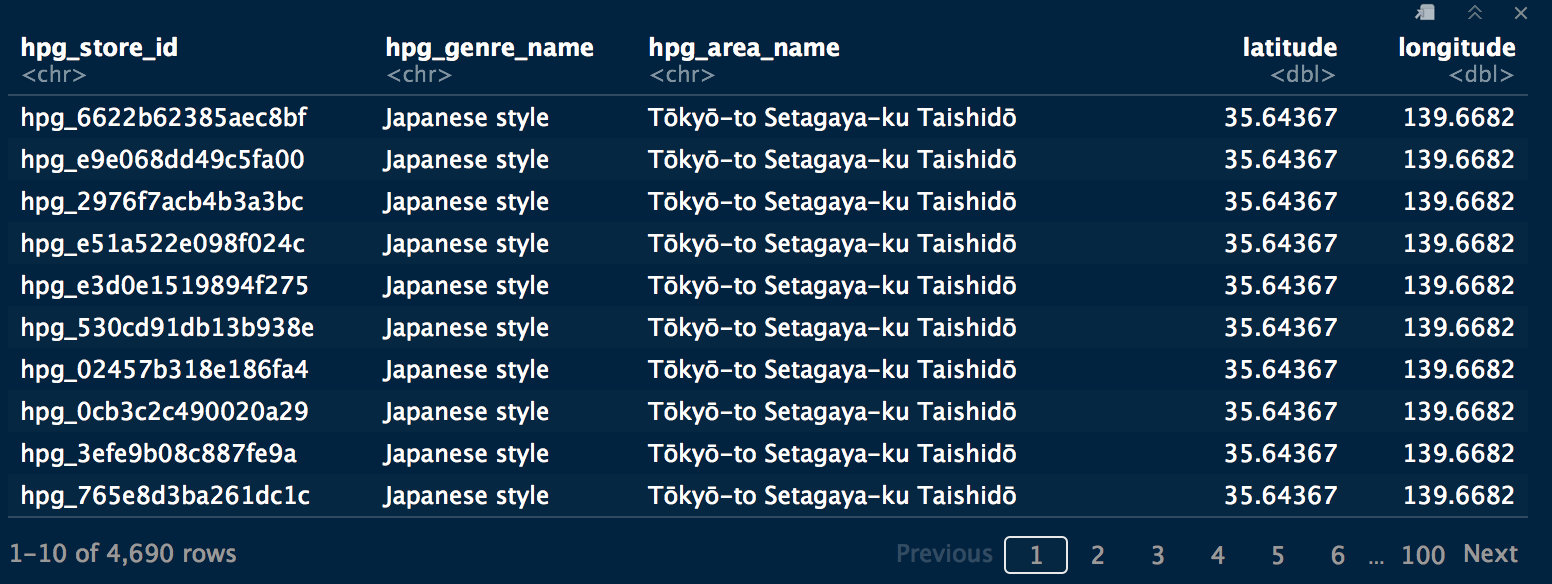 hpg_store_id hpg_genre_name hpg_area_name latitude longitude
<chr> <chr> <chr> <dbl> <dbl>
hpg_6622b62385aec8bf Japanese style Tōkyō-to Setagaya-ku Taishidō 35.64367 139.6682
hpg_e9e068dd49c5fa00 Japanese style Tōkyō-to Setagaya-ku Taishidō 35.64367 139.6682
hpg_2976f7acb4b3a3bc Japanese style Tōkyō-to Setagaya-ku Taishidō 35.64367 139.6682
hpg_e51a522e098f024c Japanese style Tōkyō-to Setagaya-ku Taishidō 35.64367 139.6682
hpg_e3d0e1519894f275 Japanese style Tōkyō-to Setagaya-ku Taishidō 35.64367 139.6682
hpg_530cd91db13b938e Japanese style Tōkyō-to Setagaya-ku Taishidō 35.64367 139.6682
hpg_02457b318e186fa4 Japanese style Tōkyō-to Setagaya-ku Taishidō 35.64367 139.6682
hpg_0cb3c2c490020a29 Japanese style Tōkyō-to Setagaya-ku Taishidō 35.64367 139.6682
hpg_3efe9b08c887fe9a Japanese style Tōkyō-to Setagaya-ku Taishidō 35.64367 139.6682
hpg_765e8d3ba261dc1c Japanese style Tōkyō-to Setagaya-ku Taishidō 35.64367 139.6682
1-10 of 4,690 rows Previous 1 2 3 4 5 6 ... 100 Next